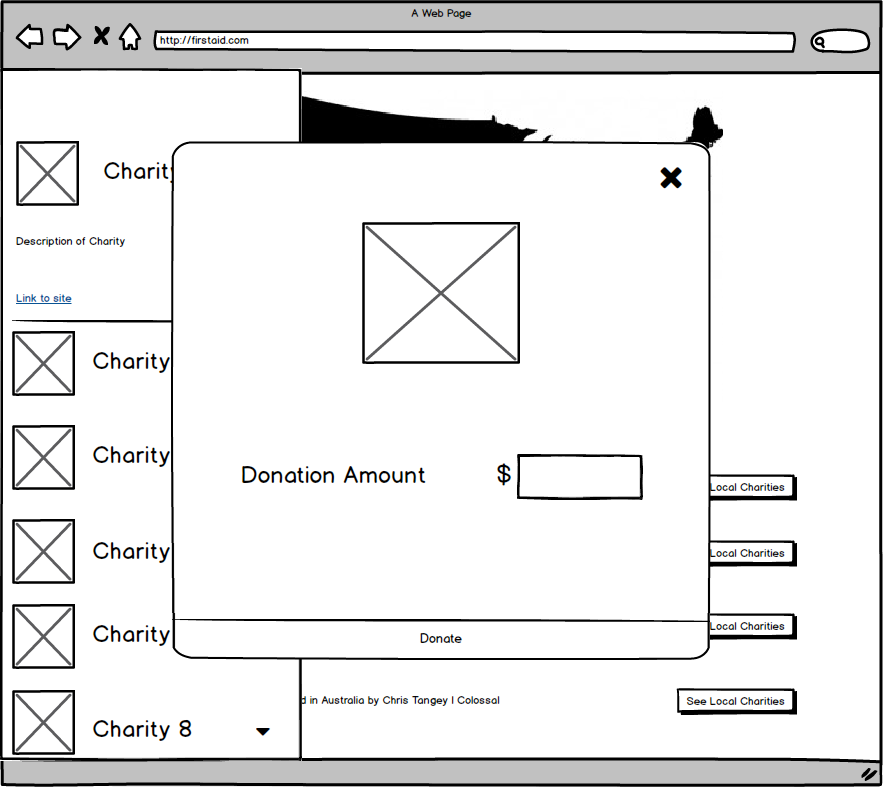 A Web Page
http://firstaid.com
Charity
Description of Charity
Link to site
Charity
Charity
Charity
Charity
Charity 8
Donation Amount $
Donate
Local Charities
Local Charities
Local Charities
in Australia by Chris Tangey | Colossal
See Local Charities